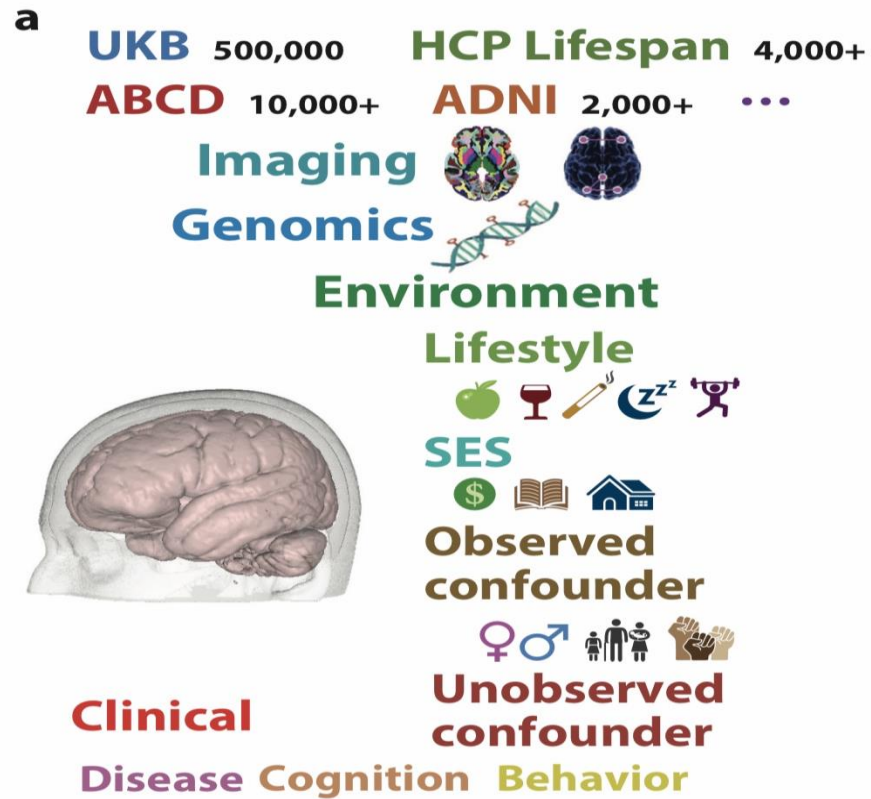 a
UKB 500,000 HCP Lifespan 4,000+
ABCD 10,000+ ADNI 2,000+ ...
Imaging
Genomics
Environment
Lifestyle
zzz
SES
$
Observed
confounder
Unobserved
confounder
Clinical
Disease Cognition Behavior